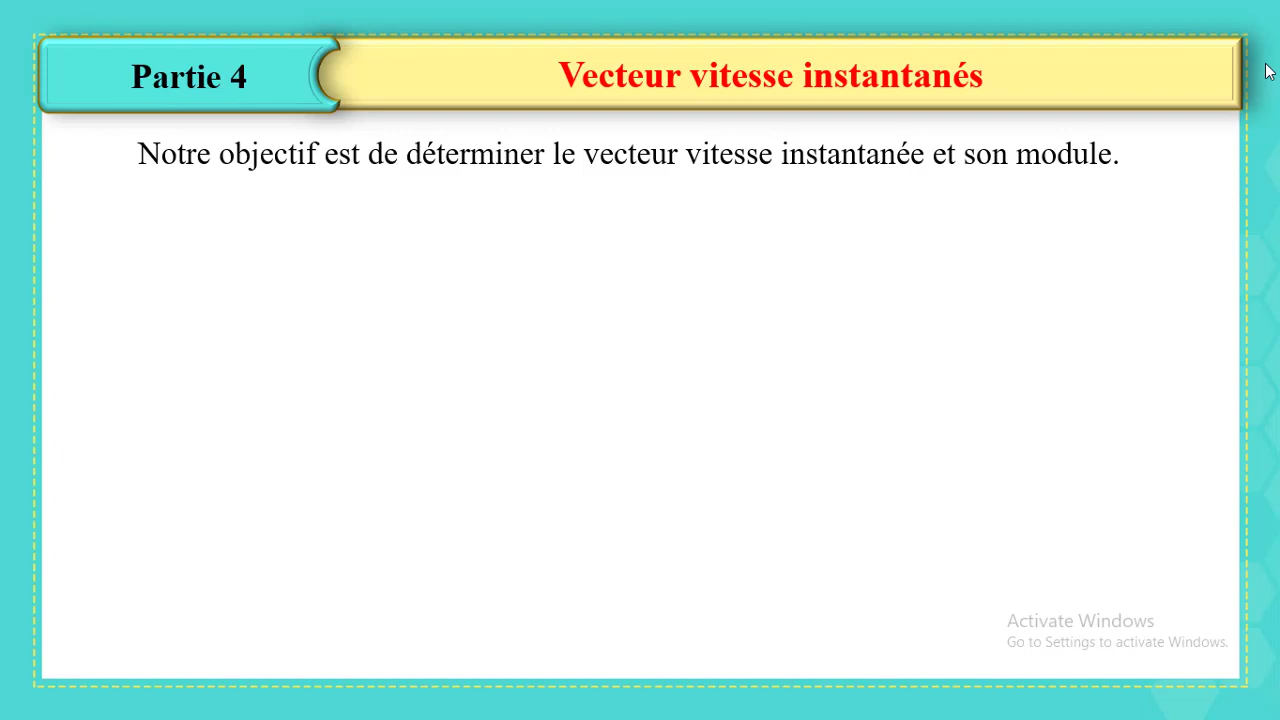 Partie 4
Vecteur vitesse instantanés
Notre objectif est de déterminer le vecteur vitesse instantanée et son module.
Activate Windows
Go to Settings to activate Windows.